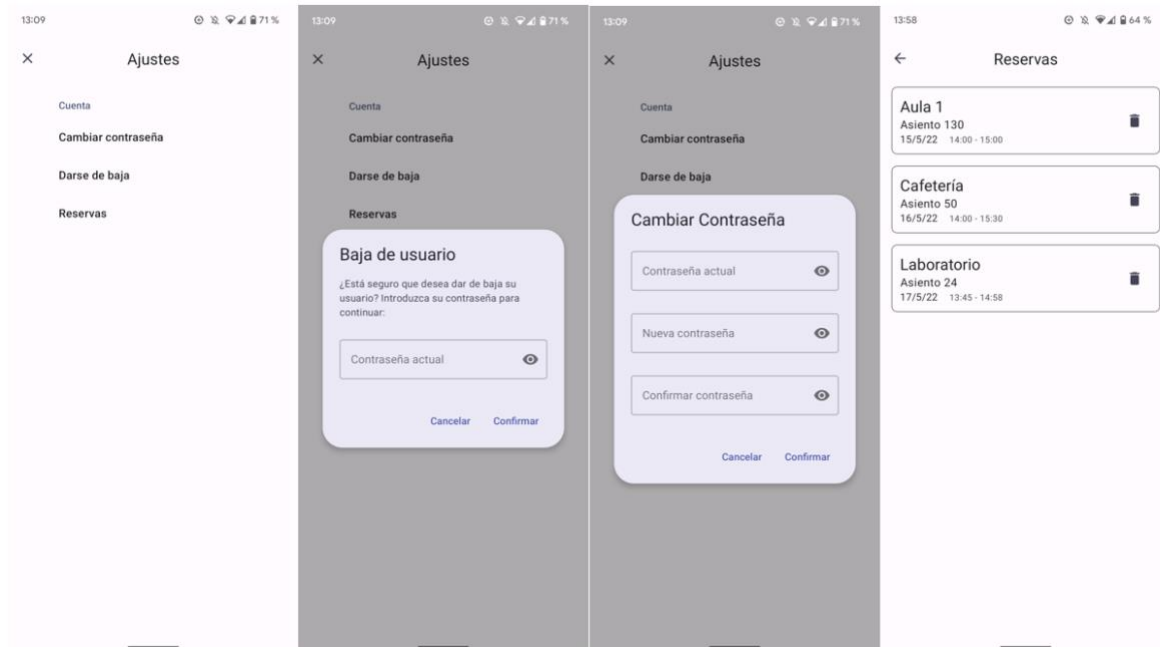 13:09
71 %
Ajustes
Cuenta
Cambiar contraseña
Darse de baja
Reservas
13:09
71 %
Ajustes
Cuenta
Cambiar contraseña
Darse de baja
Reservas
Baja de usuario
¿Está seguro que desea dar de baja su
usuario? Introduzca su contraseña para
continuar:
Contraseña actual
Cancelar Confirmar
13:09
71 %
Ajustes
Cuenta
Cambiar contraseña
Darse de baja
Cambiar Contraseña
Contraseña actual
Nueva contraseña
Confirmar contraseña
Cancelar Confirmar
13:58
64 %
Reservas
Aula 1
Asiento 130
15/5/22 14:00 - 15:00
Cafetería
Asiento 50
16/5/22 14:00 - 15:30
Laboratorio
Asiento 24
17/5/22 13:45 - 14:58